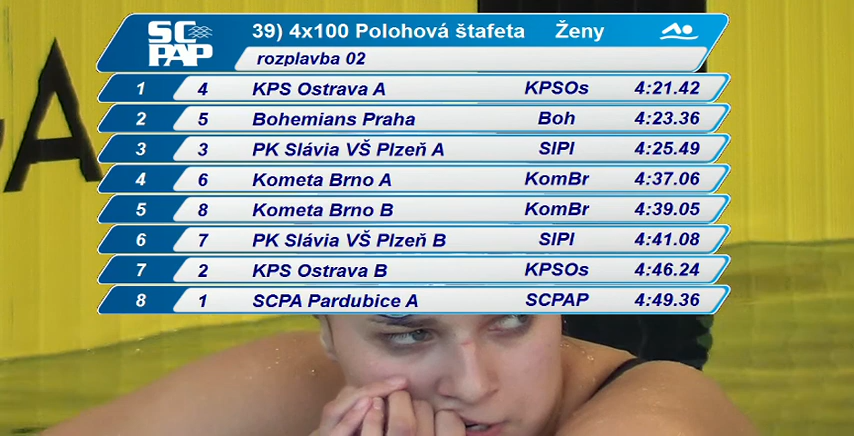 SC
PAP
39) 4x100 Polohová štafeta Ženy
rozplavba 02
1 4 KPS Ostrava A KPSOs 4:21.42
2 5 Bohemians Praha Boh 4:23.36
3 3 PK Slávia VŠ Plzeň A SlPl 4:25.49
4 6 Kometa Brno A KomBr 4:37.06
5 8 Kometa Brno B KomBr 4:39.05
6 7 PK Slávia VŠ Plzeň B SlPl 4:41.08
7 2 KPS Ostrava B KPSOs 4:46.24
8 1 SCPA Pardubice A SCPAP 4:49.36
A